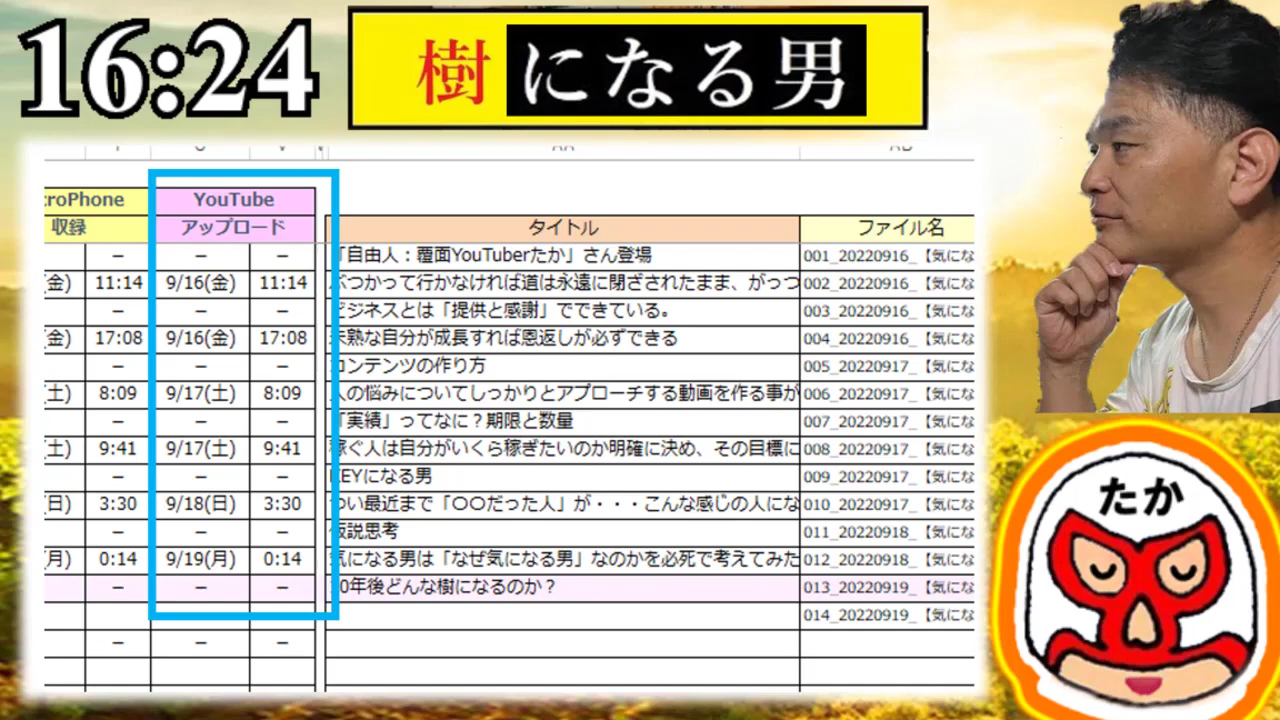 16:24
樹になる男
たか
croPhone YouTube
収録 アップロード タイトル ファイル名
– – – 「自由人：覆面YouTuberたか」さん登場 001_20220916_【気にな
(金) 11:14 9/16(金) 11:14 ぶつかって行かなければ道は永遠に閉ざされたまま、がっつ 002_20220916_【気にな
– – – ビジネスとは「提供と感謝」でできている。 003_20220916_【気にな
(金) 17:08 9/16(金) 17:08 未熟な自分が成長すれば恩返しが必ずできる 004_20220916_【気にな
– – – コンテンツの作り方 005_20220917_【気にな
(土) 8:09 9/17(土) 8:09 人の悩みについてしっかりとアプローチする動画を作る事が 006_20220917_【気にな
– – – 「実績」ってなに？期限と数量 007_20220917_【気にな
(土) 9:41 9/17(土) 9:41 稼ぐ人は自分がいくら稼ぎたいのか明確に決め、その目標に 008_20220917_【気にな
– – – KEYになる男 009_20220917_【気にな
(日) 3:30 9/18(日) 3:30 つい最近まで「〇〇だった人」が・・・こんな感じの人にな 010_20220917_【気にな
– – – 仮説思考 011_20220918_【気にな
(月) 0:14 9/19(月) 0:14 気になる男は「なぜ気になる男」なのかを必死で考えてみた 012_20220918_【気にな
– – – 10年後どんな樹になるのか？ 013_20220919_【気にな
014_20220919_【気にな
– – –